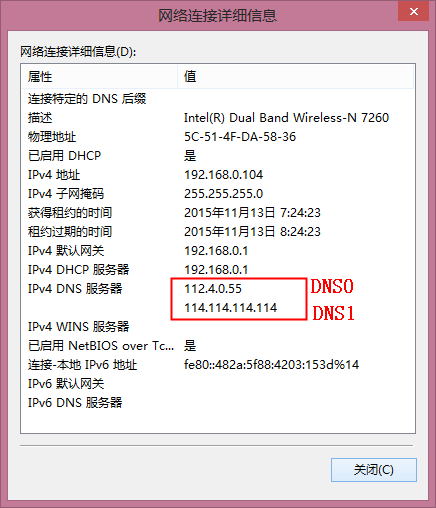 网络连接详细信息
网络连接详细信息(D):
属性 值
连接特定的 DNS 后缀
描述 Intel(R) Dual Band Wireless-N 7260
物理地址 5C-51-4F-DA-58-36
已启用 DHCP 是
IPv4 地址 192.168.0.104
IPv4 子网掩码 255.255.255.0
获得租约的时间 2015年11月13日 7:24:23
租约过期的时间 2015年11月13日 8:24:23
IPv4 默认网关 192.168.0.1
IPv4 DHCP 服务器 192.168.0.1
IPv4 DNS 服务器 112.4.0.55 DNS0
114.114.114.114 DNS1
IPv4 WINS 服务器
已启用 NetBIOS over Tc... 是
连接-本地 IPv6 地址 fe80::482a:5f88:4203:153d%14
IPv6 默认网关
IPv6 DNS 服务器
关闭(C)